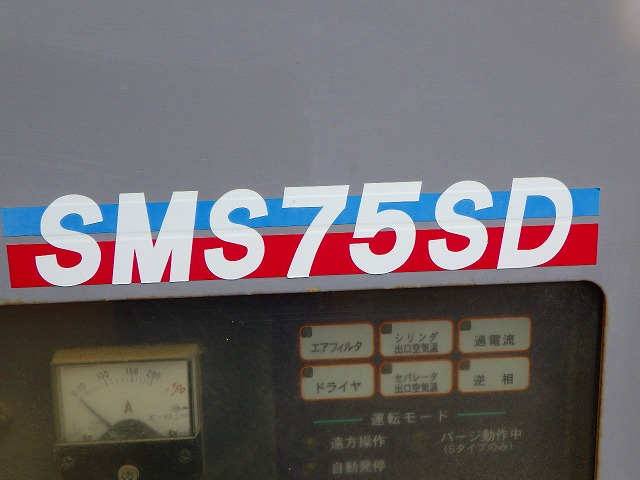 SMS75SD
エアフィルタ
シリンダ
出口空気温
過電流
ドライヤ
セパレータ
出口空気温
逆相
50 100 150 200
A
運転モード
遠方操作
パージ動作中
(Sタイプのみ)
自動発停